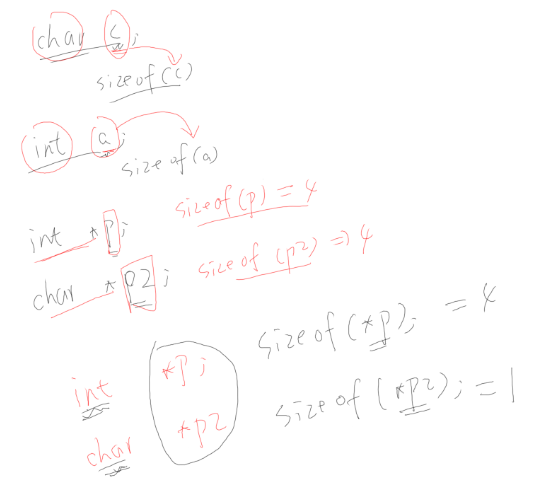 char c;
sizeof(c)
int a;
sizeof(a)
sizeof(p) = 4
int *p;
sizeof(p2) => 4
char *p2;
sizeof(*p); = 4
int *p;
sizeof(*p2); = 1
char *p2